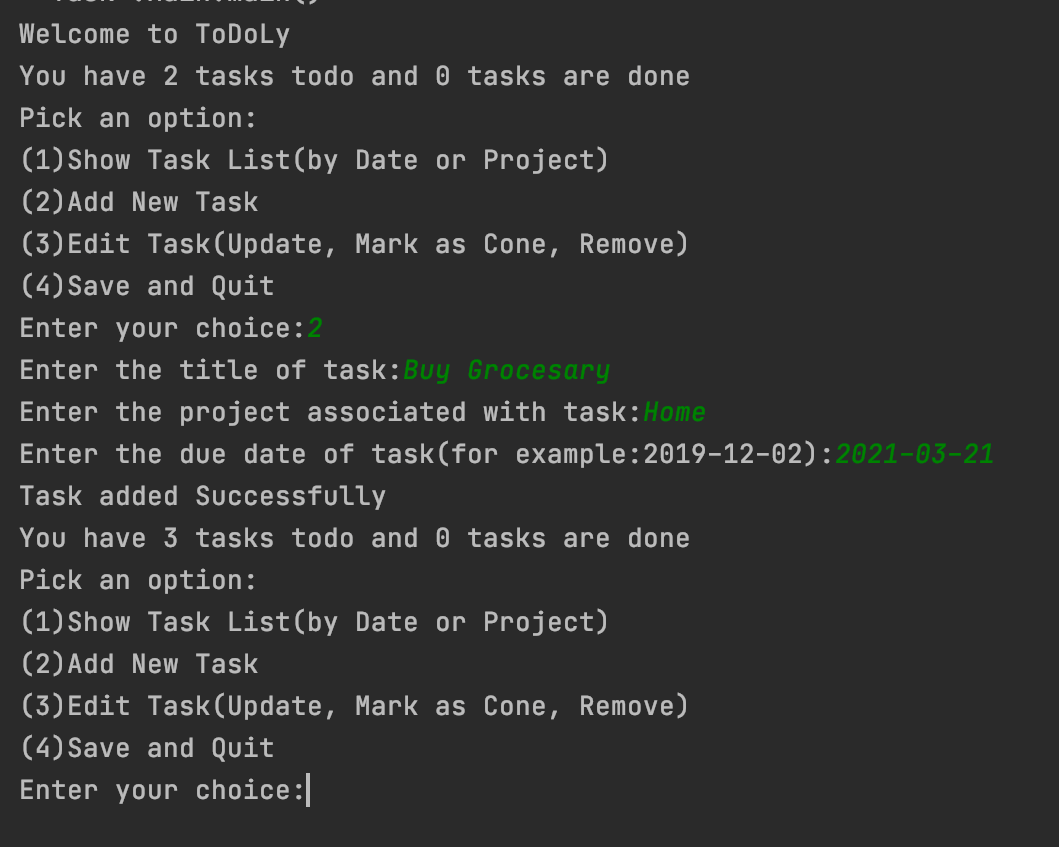 Welcome to ToDoLy
You have 2 tasks todo and 0 tasks are done
Pick an option:
(1)Show Task List(by Date or Project)
(2)Add New Task
(3)Edit Task(Update, Mark as Cone, Remove)
(4)Save and Quit
Enter your choice:2
Enter the title of task:Buy Grocesary
Enter the project associated with task:Home
Enter the due date of task(for example:2019-12-02):2021-03-21
Task added Successfully
You have 3 tasks todo and 0 tasks are done
Pick an option:
(1)Show Task List(by Date or Project)
(2)Add New Task
(3)Edit Task(Update, Mark as Cone, Remove)
(4)Save and Quit
Enter your choice: